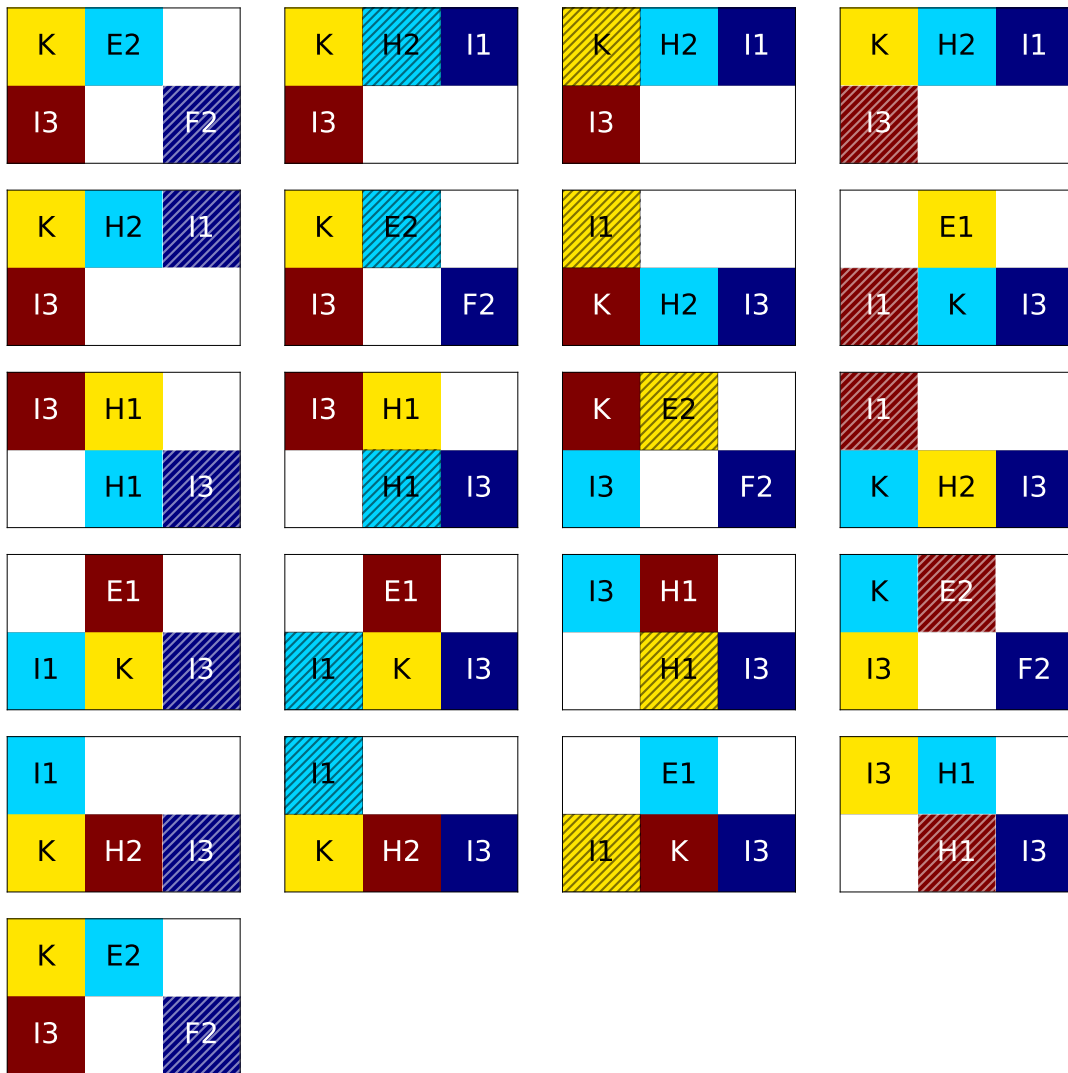 K E2 K H2 I1 K H2 I1 K H2 I1
I3 F2 I3 I3 I3
K H2 I1 K E2 I1 E1
I3 I3 F2 K H2 I3 I1 K I3
I3 H1 I3 H1 K E2 I1
H1 I3 H1 I3 I3 F2 K H2 I3
E1 E1 I3 H1 K E2
I1 K I3 I1 K I3 H1 I3 I3 F2
I1 I1 E1 I3 H1
K H2 I3 K H2 I3 I1 K I3 H1 I3
K E2
I3 F2